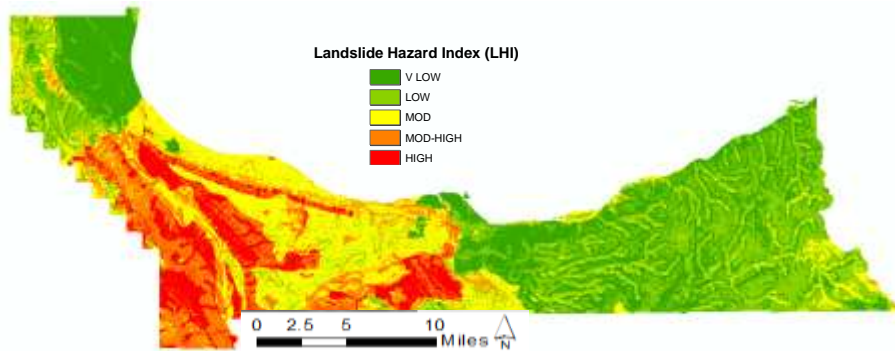 Landslide Hazard Index (LHI)
V LOW
LOW
MOD
MOD-HIGH
HIGH
0 2.5 5 10
Miles
N